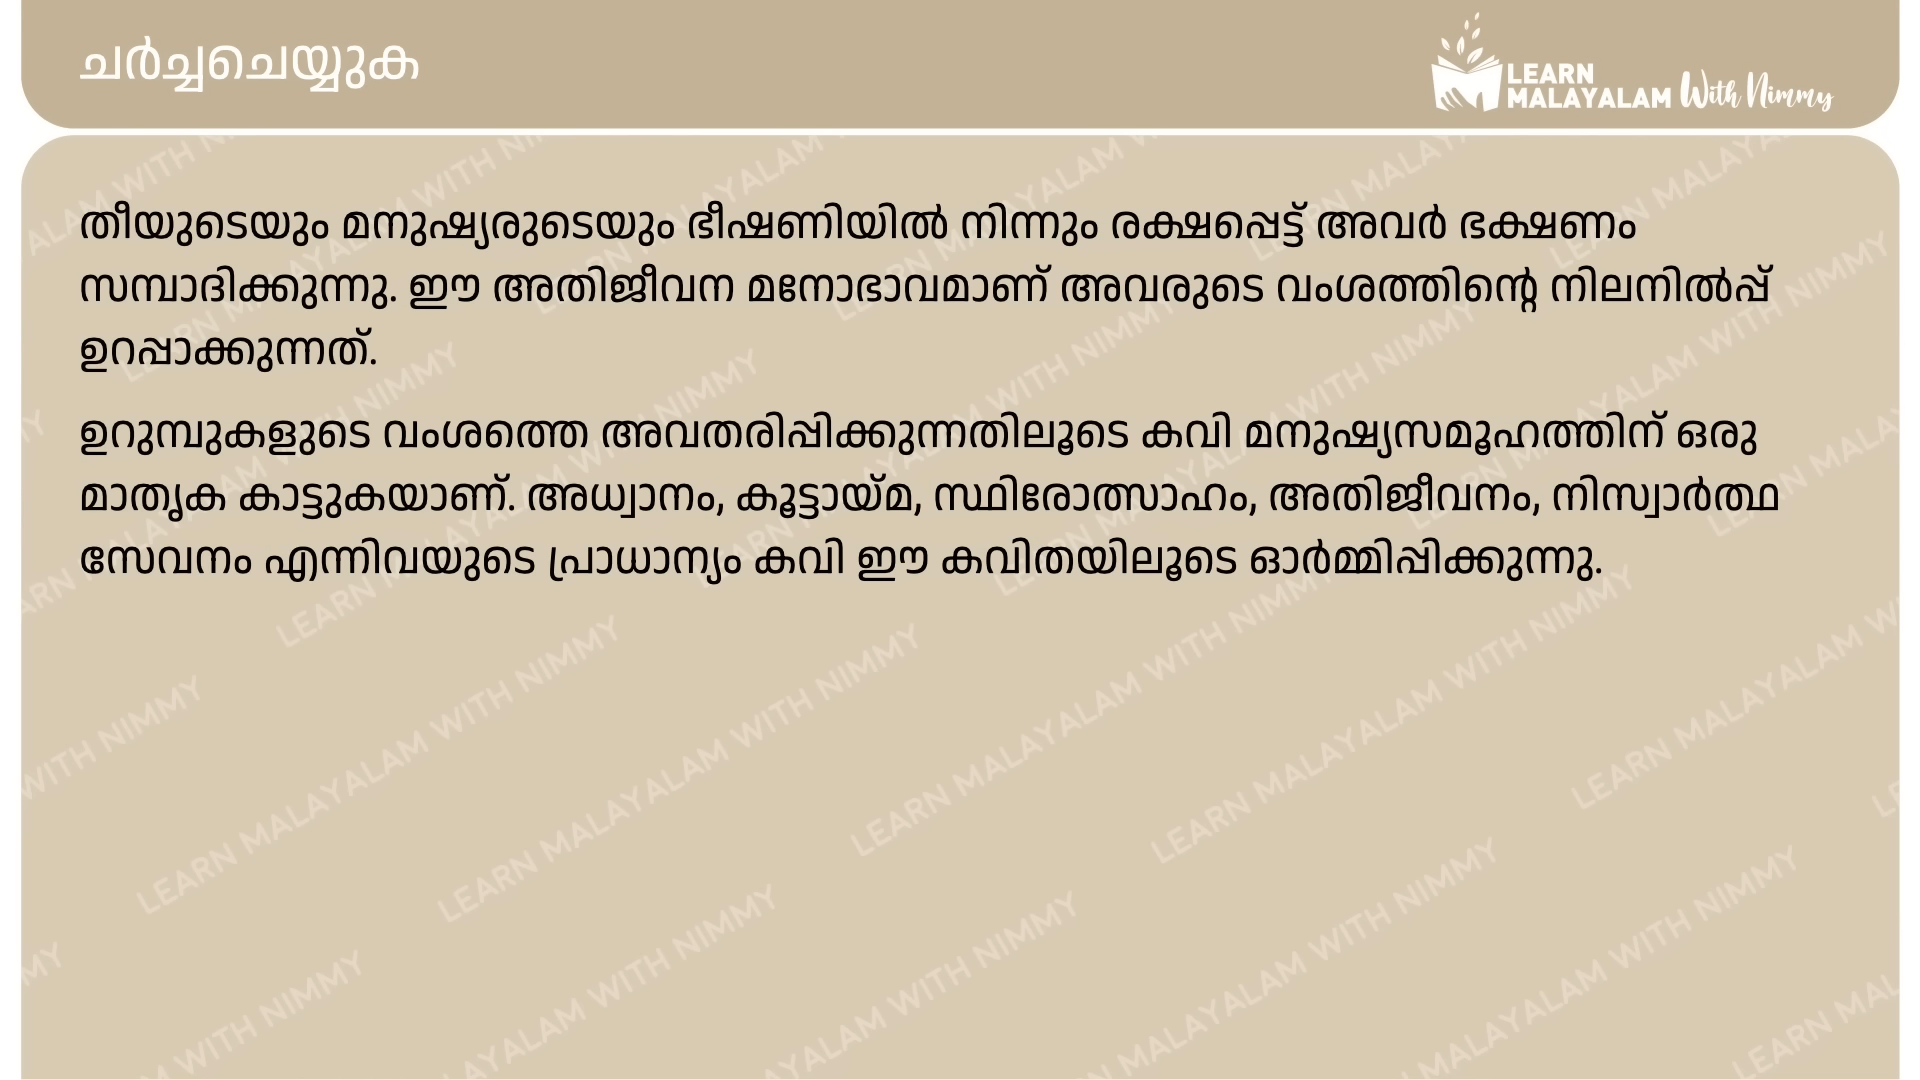 ചർച്ചചെയ്യുക
LEARN
MALAYALAM With Nimmy
തീയുടെയും മനുഷ്യരുടെയും ഭീഷണിയിൽ നിന്നും രക്ഷപ്പെട്ട് അവർ ഭക്ഷണം
സമ്പാദിക്കുന്നു. ഈ അതിജീവന മനോഭാവമാണ് അവരുടെ വംശത്തിന്റെ നിലനിൽപ്പ്
ഉറപ്പാക്കുന്നത്.
ഉറുമ്പുകളുടെ വംശത്തെ അവതരിപ്പിക്കുന്നതിലൂടെ കവി മനുഷ്യസമൂഹത്തിന് ഒരു
മാതൃക കാട്ടുകയാണ്. അധ്വാനം, കൂട്ടായ്മ, സ്ഥിരോത്സാഹം, അതിജീവനം, നിസ്വാർത്ഥ
സേവനം എന്നിവയുടെ പ്രാധാന്യം കവി ഈ കവിതയിലൂടെ ഓർമ്മിപ്പിക്കുന്നു.